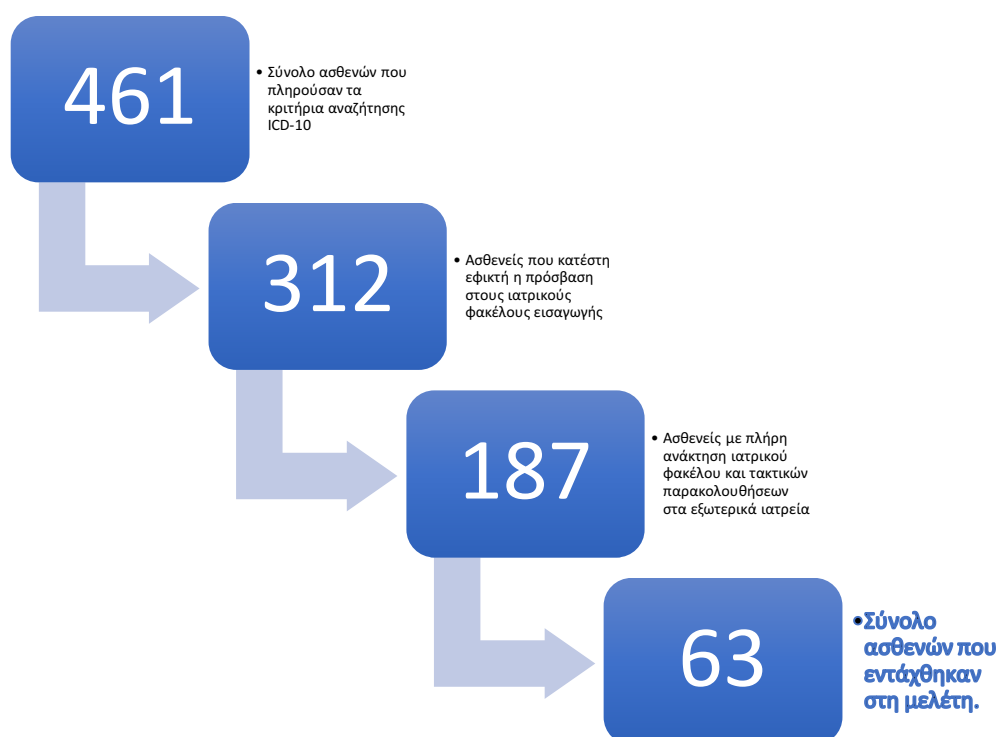 461
• Σύνολο ασθενών που
πληρούσαν τα
κριτήρια αναζήτησης
ICD-10
312
• Ασθενείς που κατέστη
εφικτή η πρόσβαση
στους ιατρικούς
φακέλους εισαγωγής
187
• Ασθενείς με πλήρη
ανάκτηση ιατρικού
φακέλου και τακτικών
παρακολουθήσεων
στα εξωτερικά ιατρεία
63
•Σύνολο
ασθενών που
εντάχθηκαν
στη μελέτη.